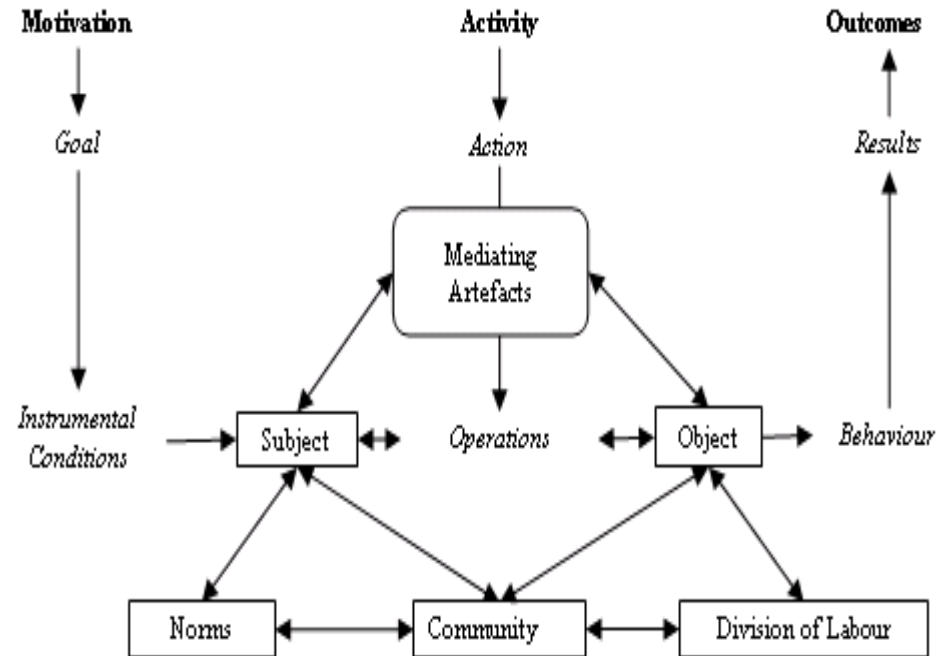 Motivation
Activity
Outcomes
Goal
Action
Results
Mediating
Artefacts
Instrumental
Conditions
Subject
Operations
Object
Behaviour
Norms
Community
Division of Labour